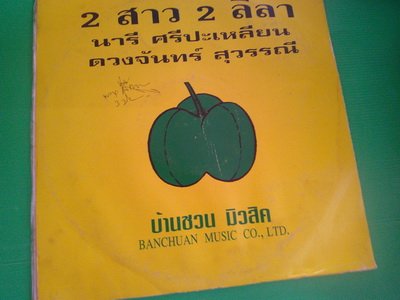 2 สาว 2 ลีลา
นารี ศรีปะเหลียน
ดวงจันทร์ สุวรรณี
บ้านชวน มิวสิค
BANCHUAN MUSIC CO., LTD.